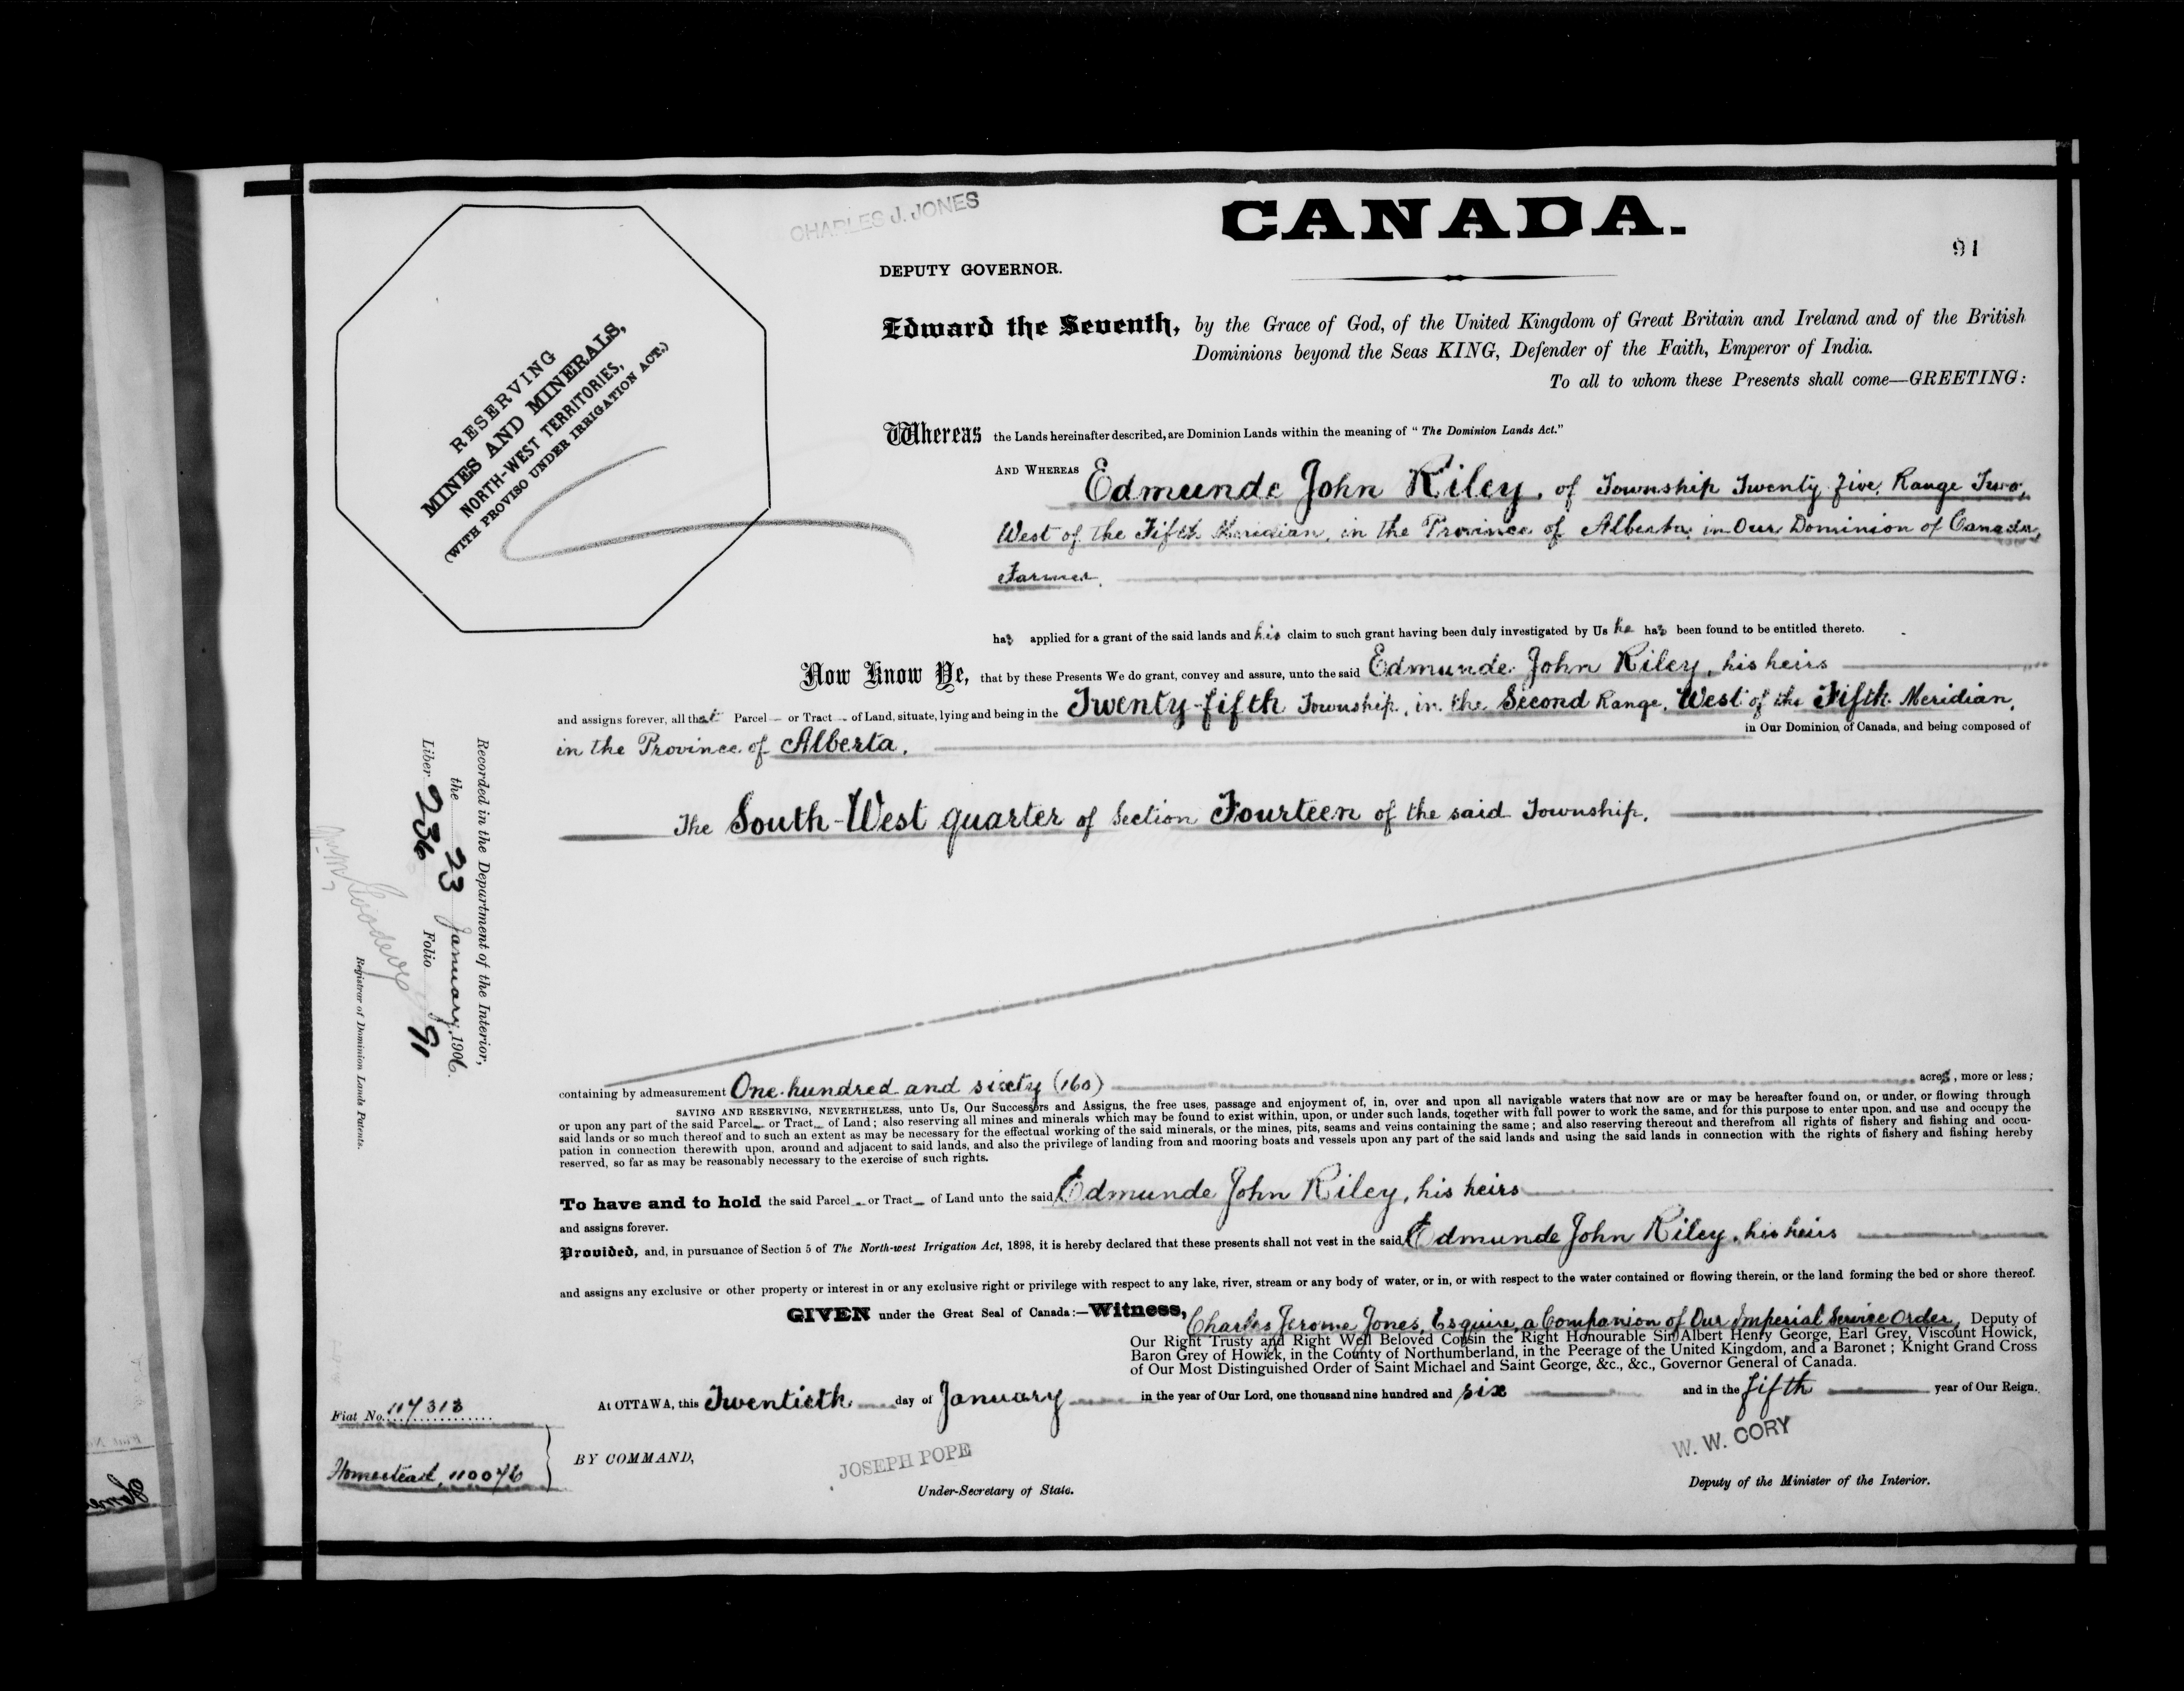 CHARLES J. JONES
CANADA.
91
DEPUTY GOVERNOR.
RESERVING
MINES AND MINERALS,
NORTH-WEST TERRITORIES,
(WITH PROVISO UNDER IRRIGATION ACT.)
Edward the Seventh, by the Grace of God, of the United Kingdom of Great Britain and Ireland and of the British
Dominions beyond the Seas KING, Defender of the Faith, Emperor of India.
To all to whom these Presents shall come—GREETING:
Whereas the Lands hereinafter described, are Dominion Lands within the meaning of "The Dominion Lands Act."
AND WHEREAS Edmunde John Riley, of Township Twenty five, Range Two,
West of the Fifth Meridian, in the Province of Alberta, in Our Dominion of Canada,
Farmer,
has applied for a grant of the said lands and his claim to such grant having been duly investigated by Us he has been found to be entitled thereto.
Now Know Ye, that by these Presents We do grant, convey and assure, unto the said Edmunde John Riley, his heirs
and assigns forever, all that Parcel or Tract of Land, situate, lying and being in the Twenty-fifth Township, in the Second Range, West of the Fifth Meridian,
in the Province of Alberta, in Our Dominion of Canada, and being composed of
The South-West quarter of Section Fourteen of the said Township,
Recorded in the Department of the Interior,
the 23 January, 1906.
Liber 236 Folio 91
Registrar of Dominion Lands Patents.
containing by admeasurement One hundred and sixty (160) acres, more or less;
SAVING AND RESERVING, NEVERTHELESS, unto Us, Our Successors and Assigns, the free uses, passage and enjoyment of, in, over and upon all navigable waters that now are or may be hereafter found on, or under, or flowing through
or upon any part of the said Parcel or Tract of Land; also reserving all mines and minerals which may be found to exist within, upon, or under such lands, together with full power to work the same, and for this purpose to enter upon, and use and occupy the
said lands or so much thereof and to such an extent as may be necessary for the effectual working of the said minerals, or the mines, pits, seams and veins containing the same; and also reserving thereout and therefrom all rights of fishery and fishing and occu-
pation in connection therewith upon, around and adjacent to said lands, and also the privilege of landing from and mooring boats and vessels upon any part of the said lands and using the said lands in connection with the rights of fishery and fishing hereby
reserved, so far as may be reasonably necessary to the exercise of such rights.
To have and to hold the said Parcel or Tract of Land unto the said Edmunde John Riley, his heirs
and assigns forever.
Provided, and, in pursuance of Section 5 of The North-west Irrigation Act, 1898, it is hereby declared that these presents shall not vest in the said Edmunde John Riley, his heirs
and assigns any exclusive or other property or interest in or any exclusive right or privilege with respect to any lake, river, stream or any body of water, or in, or with respect to the water contained or flowing therein, or the land forming the bed or shore thereof.
GIVEN under the Great Seal of Canada:—Witness, Charles Jerome Jones, Esquire, a Companion of Our Imperial Service Order, Deputy of
Our Right Trusty and Right Well Beloved Cousin the Right Honourable Sir Albert Henry George, Earl Grey, Viscount Howick,
Baron Grey of Howick, in the County of Northumberland, in the Peerage of the United Kingdom, and a Baronet; Knight Grand Cross
of Our Most Distinguished Order of Saint Michael and Saint George, &c., &c., Governor General of Canada.
At OTTAWA, this Twentieth day of January in the year of Our Lord, one thousand nine hundred and six and in the fifth year of Our Reign.
Fiat No. 117313
Homestead, 110076
BY COMMAND,
JOSEPH POPE
Under-Secretary of State.
W. W. CORY
Deputy of the Minister of the Interior.